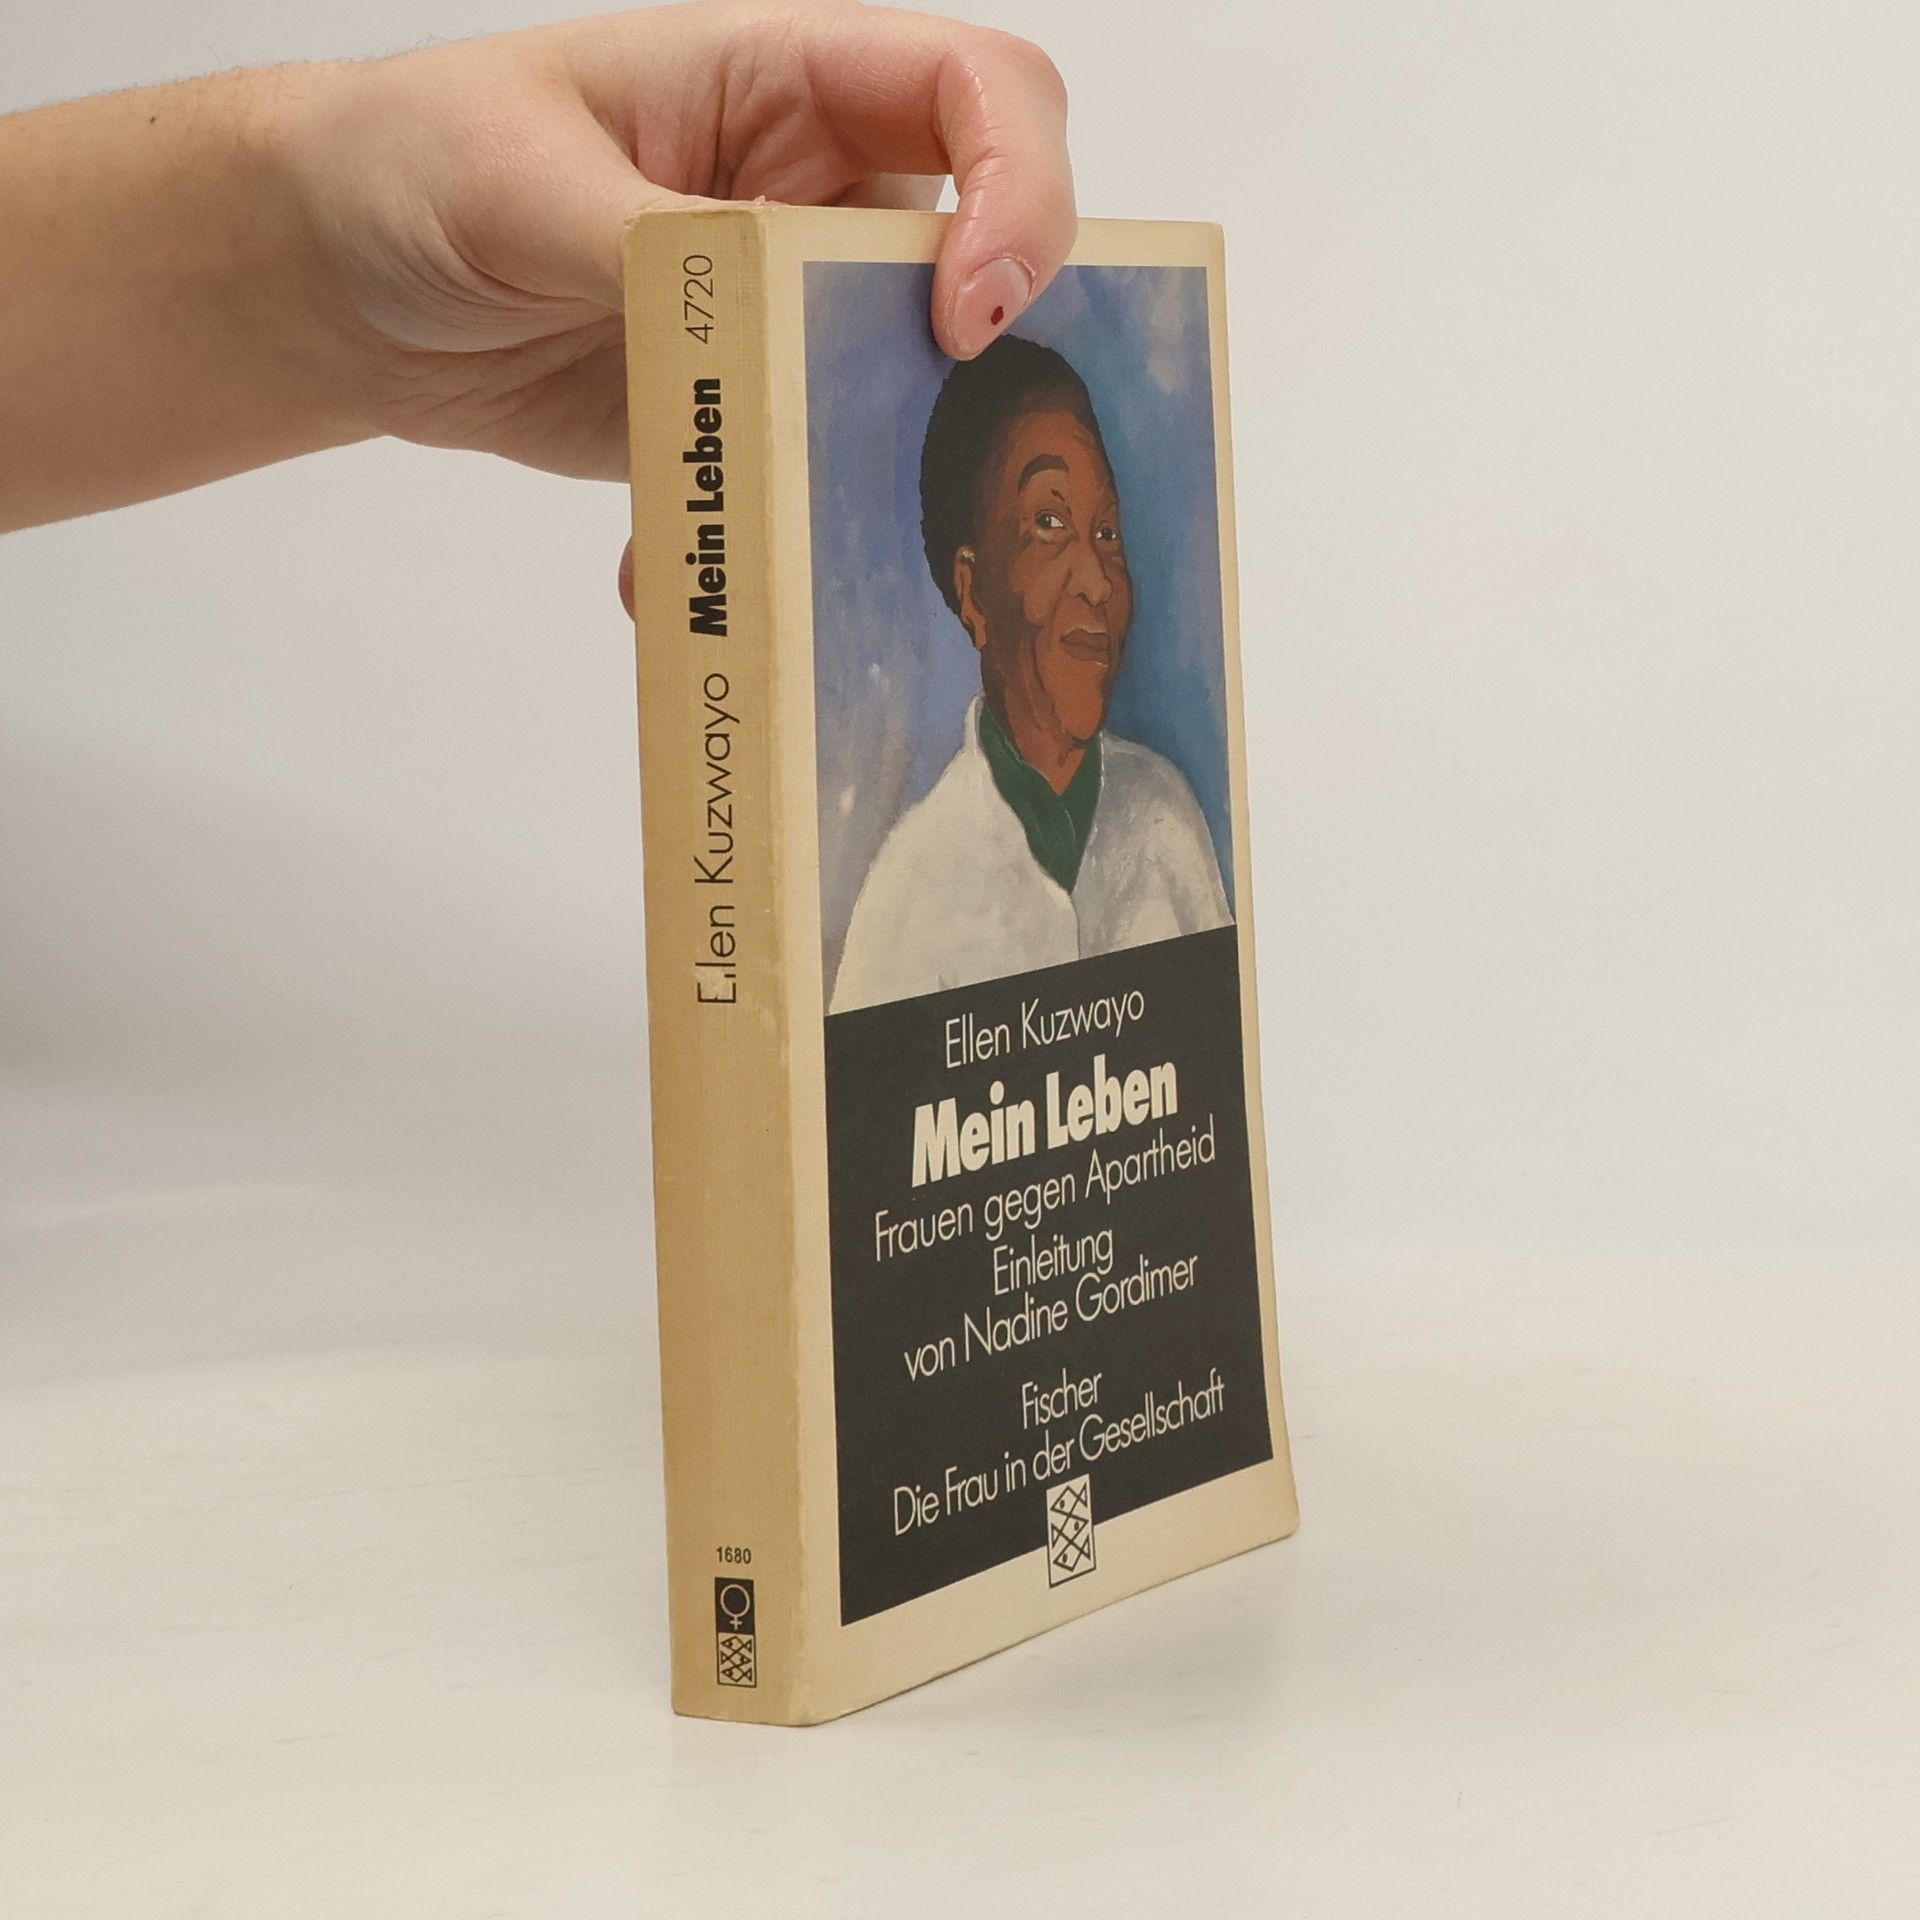 Ellen Kuzwayo Mein Leben 4720
1680
Ellen Kuzwayo
Mein Leben
Frauen gegen Apartheid
Einleitung
von Nadine Gordimer
Fischer
Die Frau in der Gesellschaft